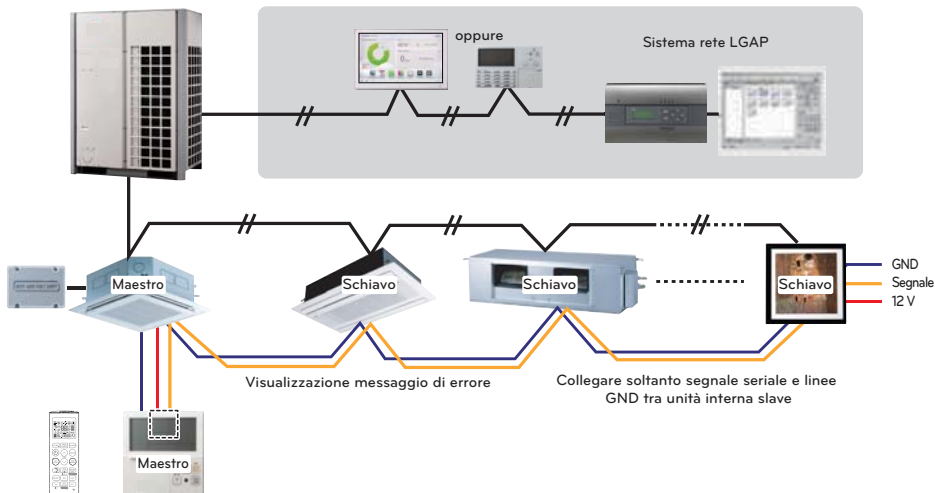 oppure
Sistema rete LGAP
Maestro
Schiavo
Schiavo
Schiavo
GND
Segnale
12 V
Visualizzazione messaggio di errore
Collegare soltanto segnale seriale e linee
GND tra unità interna slave
Maestro